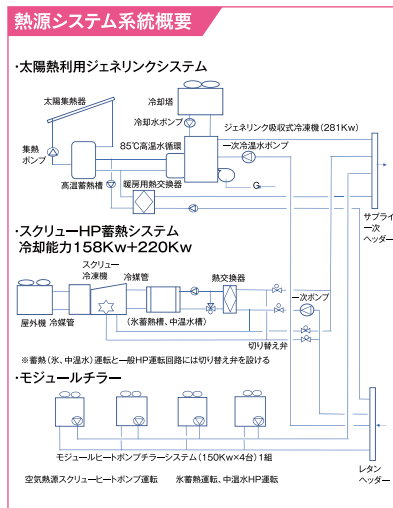 熱源システム系統概要
・太陽熱利用ジェネリンクシステム
太陽集熱器
冷却塔
冷却水ポンプ
ジェネリンク吸収式冷凍機(281Kw)
集熱
ポンプ
85℃高温水循環
一次冷温水ポンプ
高温蓄熱槽
暖房用熱交換器
G
サプライ
一次
ヘッダー
・スクリューHP蓄熱システム
冷却能力158Kw+220Kw
スクリュー
冷凍機
冷媒管
熱交換器
一次ポンプ
屋外機
冷媒管
(氷蓄熱槽、中温水槽)
切り替え弁
※蓄熱(氷、中温水)運転と一般HP運転回路には切り替え弁を設ける
・モジュールチラー
モジュールヒートポンプチラーシステム(150Kw×4台)1組
空気熱源スクリューヒートポンプ運転
氷蓄熱運転、中温水HP運転
レタン
ヘッダー